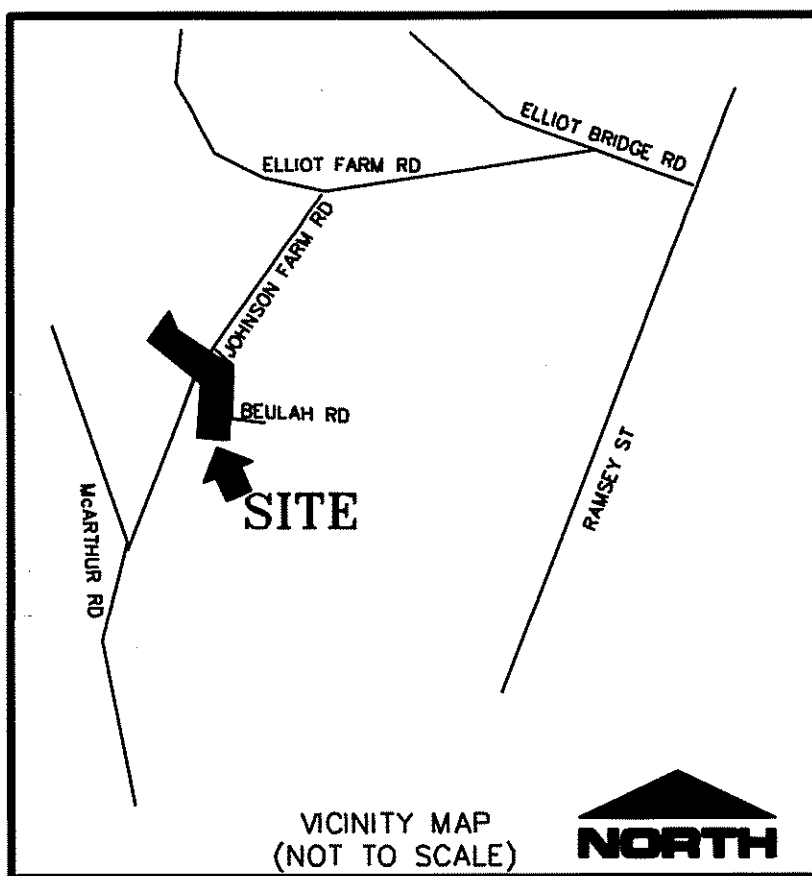 ELLIOT BRIDGE RD
ELLIOT FARM RD
JOHNSON FARM RD
BEULAH RD
SITE
McARTHUR RD
RAMSEY ST
VICINITY MAP
(NOT TO SCALE)
NORTH